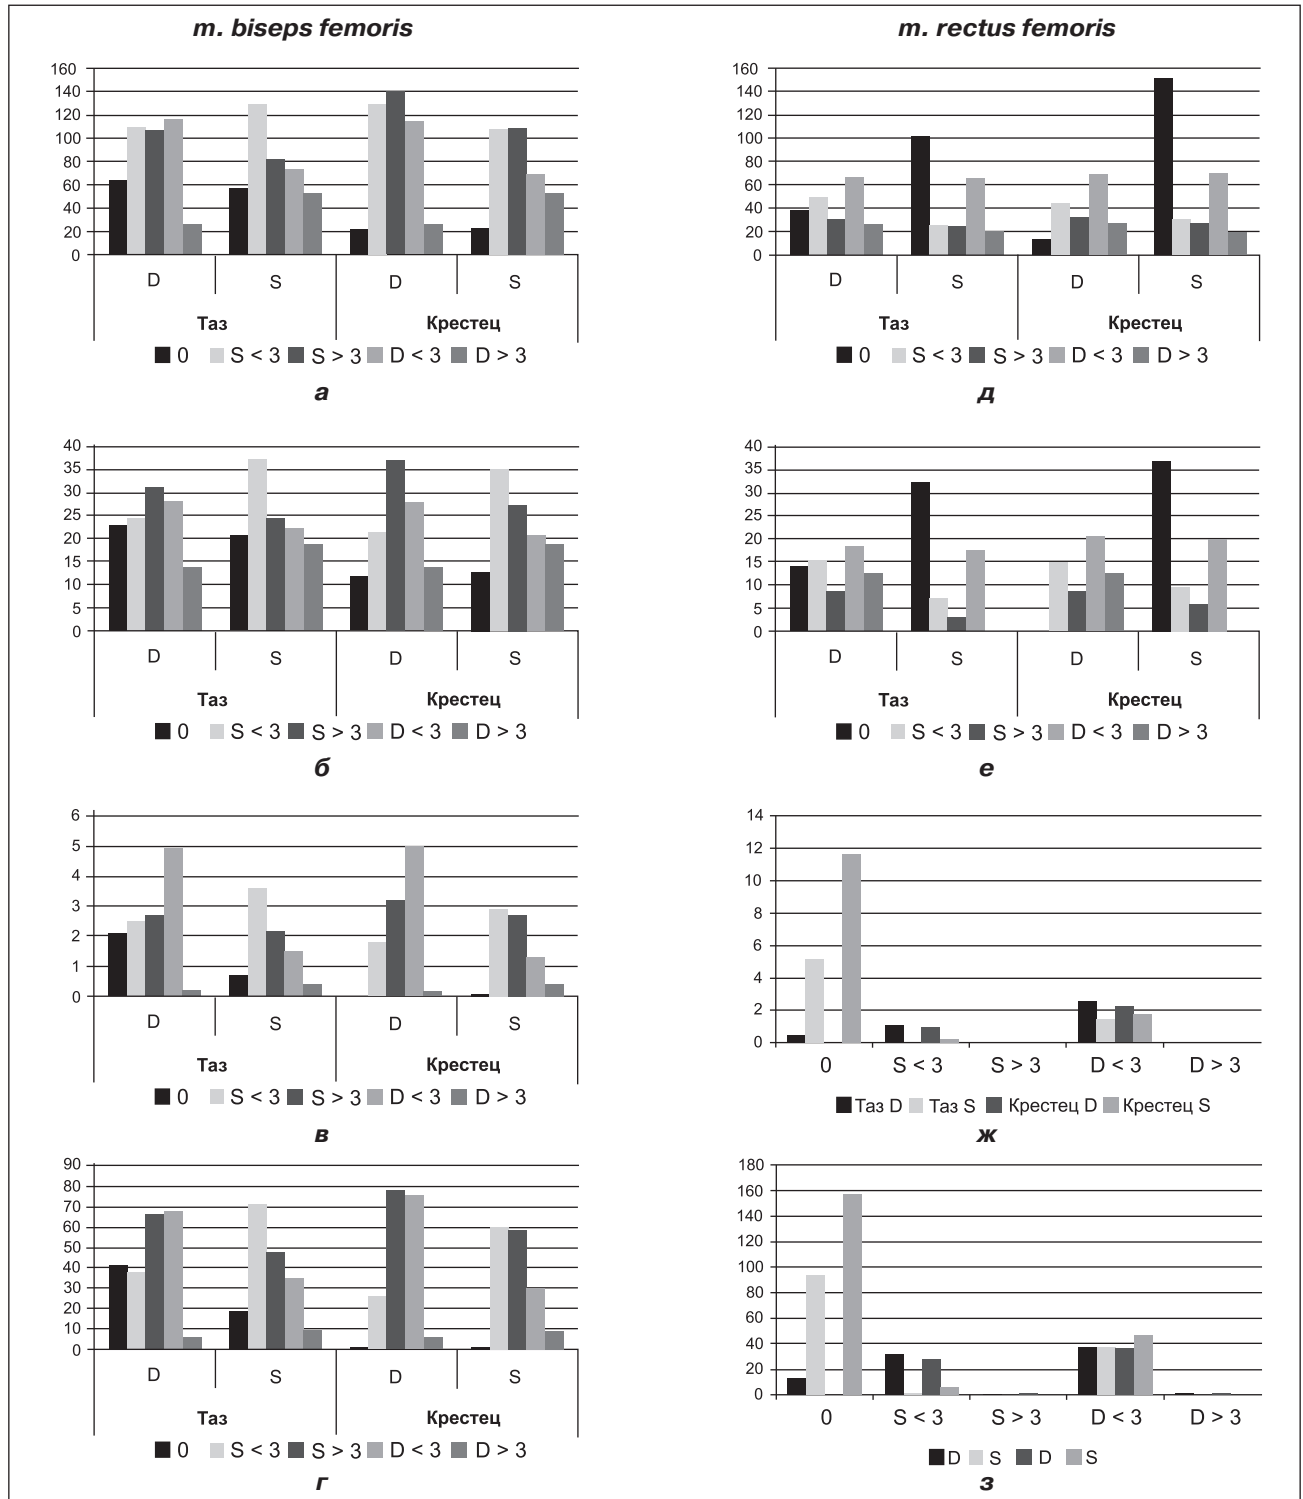 m. biseps femoris
160
140
120
100
80
60
40
20
0
D S D S
Таз Крестец
0 S < 3 S > 3 D < 3 D > 3
а
40
35
30
25
20
15
10
5
0
D S D S
Таз Крестец
0 S < 3 S > 3 D < 3 D > 3
б
6
5
4
3
2
1
0
D S D S
Таз Крестец
0 S < 3 S > 3 D < 3 D > 3
в
90
80
70
60
50
40
30
20
10
0
D S D S
Таз Крестец
0 S < 3 S > 3 D < 3 D > 3
г
m. rectus femoris
160
140
120
100
80
60
40
20
0
D S D S
Таз Крестец
0 S < 3 S > 3 D < 3 D > 3
д
40
35
30
25
20
15
10
5
0
D S D S
Таз Крестец
0 S < 3 S > 3 D < 3 D > 3
е
14
12
10
8
6
4
2
0
0 S < 3 S > 3 D < 3 D > 3
Таз D Таз S Крестец D Крестец S
ж
180
160
140
120
100
80
60
40
20
0
0 S < 3 S > 3 D < 3 D > 3
D S D S
з